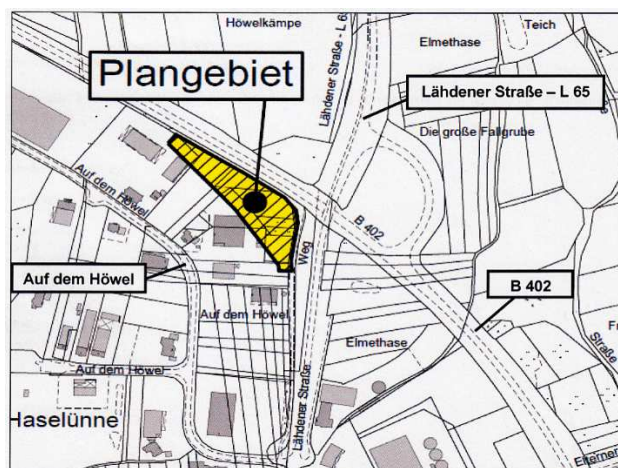 Höwelkämpe
Teich
Elmethase
Plangebiet
Lähdener Straße - L 65
Lähdener Straße – L 65
Die große Fallgrube
Auf dem Höwel
Weg
B 402
Auf dem Höwel
B 402
Auf dem Höwel
Elmethase
Straße
Auf dem Höwel
Lähdener Straße
Haselünne